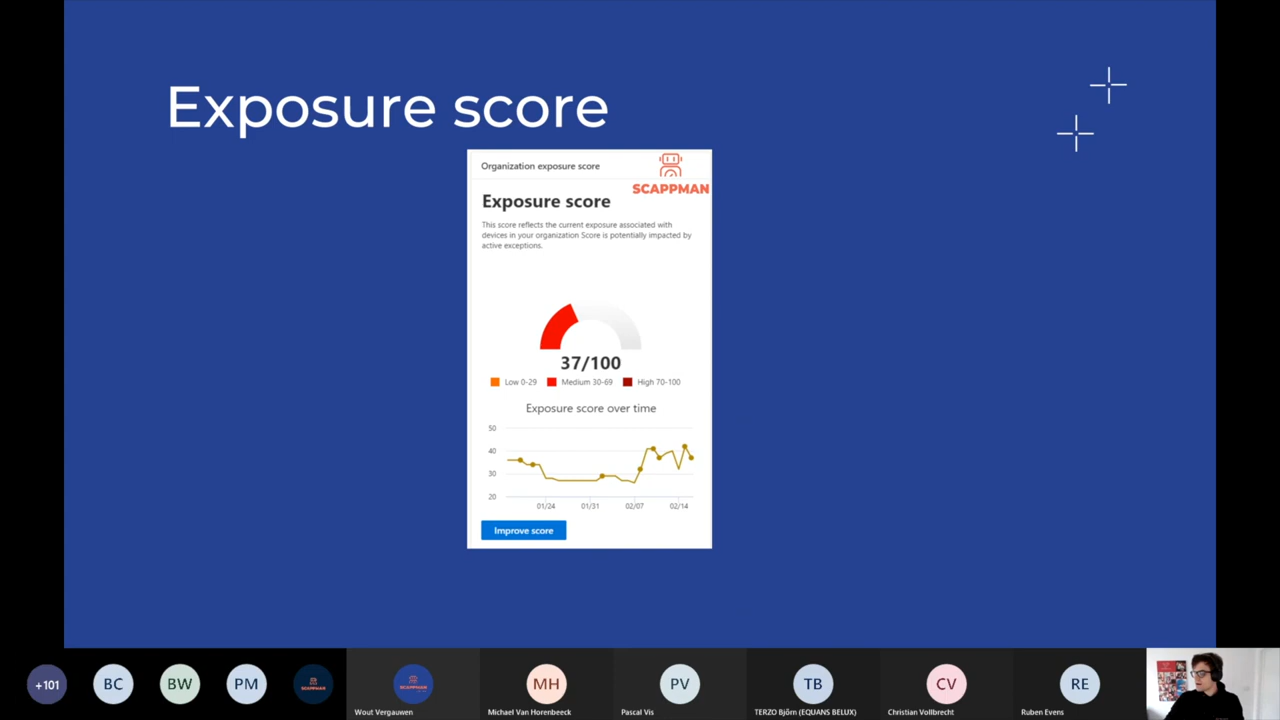 Exposure score
Organization exposure score
SCAPPMAN
Exposure score
This score reflects the current exposure associated with
devices in your organization Score is potentially impacted by
active exceptions.
37/100
Low 0-29 Medium 30-69 High 70-100
Exposure score over time
50
40
30
20
01/24 01/31 02/07 02/14
Improve score
+101 BC BW PM SCAPPMAN SCAPPMAN MH PV TB CV RE
Wout Vergauwen Michael Van Horenbeeck Pascal Vis TERZO Björn (EQUANS BELUX) Christian Vollbrecht Ruben Evens